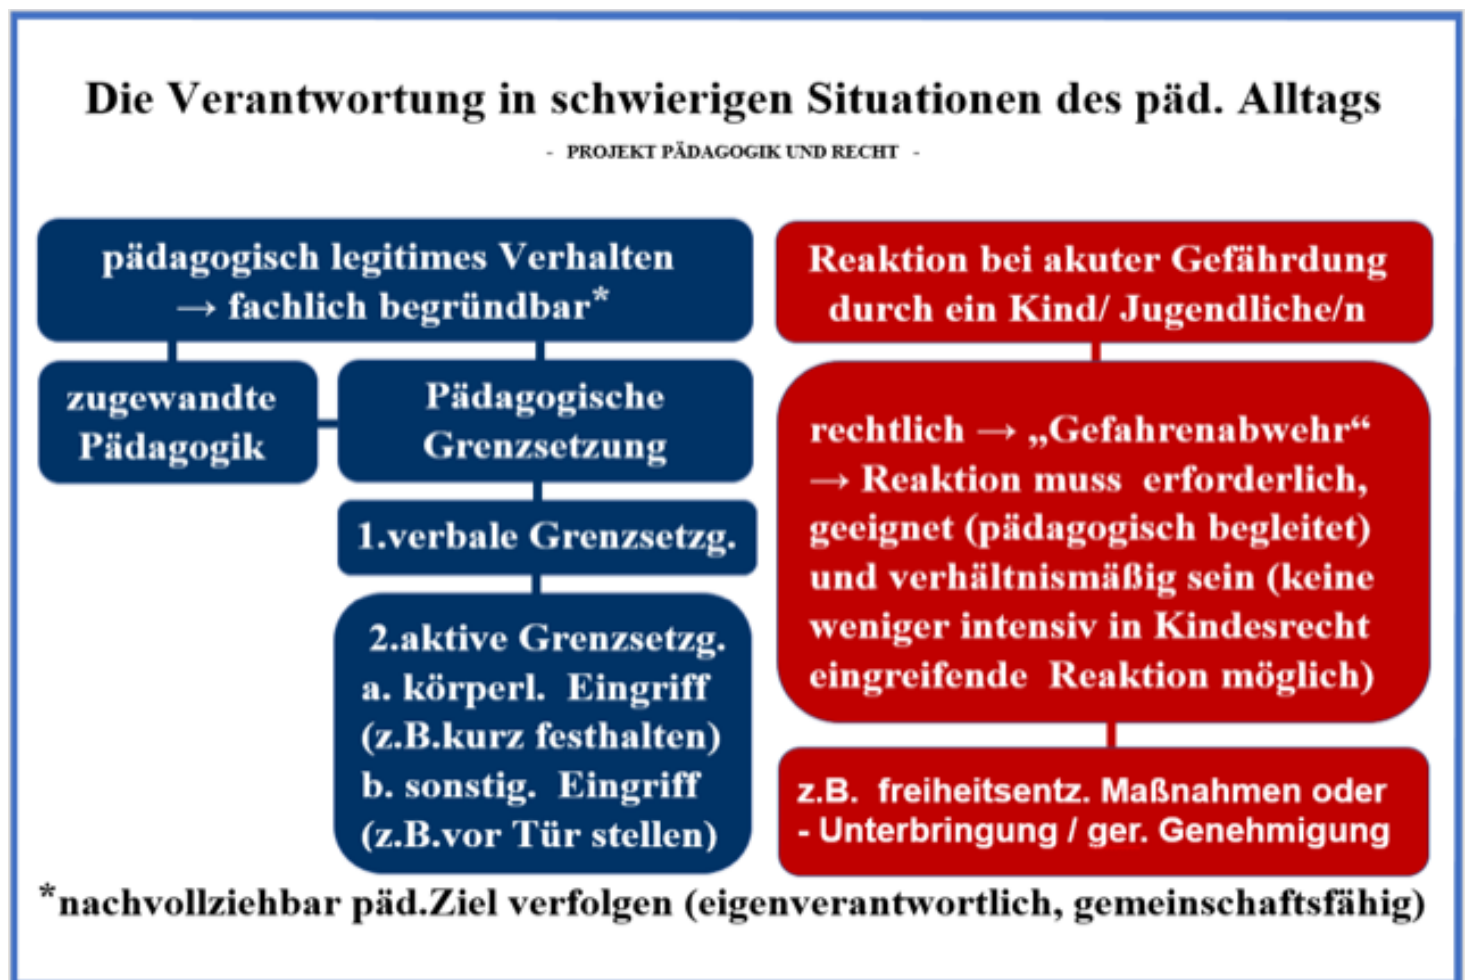 Die Verantwortung in schwierigen Situationen des päd. Alltags
- PROJEKT PÄDAGOGIK UND RECHT -
pädagogisch legitimes Verhalten
→ fachlich begründbar*
zugewandte
Pädagogik
Pädagogische
Grenzsetzung
1.verbale Grenzsetzg.
2.aktive Grenzsetzg.
a. körperl. Eingriff
(z.B.kurz festhalten)
b. sonstig. Eingriff
(z.B.vor Tür stellen)
Reaktion bei akuter Gefährdung
durch ein Kind/ Jugendliche/n
rechtlich → „Gefahrenabwehr“
→ Reaktion muss erforderlich,
geeignet (pädagogisch begleitet)
und verhältnismäßig sein (keine
weniger intensiv in Kindesrecht
eingreifende Reaktion möglich)
z.B. freiheitsentz. Maßnahmen oder
- Unterbringung / ger. Genehmigung
*nachvollziehbar päd.Ziel verfolgen (eigenverantwortlich, gemeinschaftsfähig)